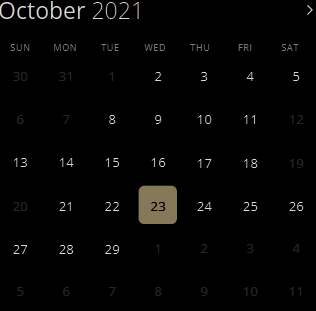 October 2021
SUN MON TUE WED THU FRI SAT
30 31 1 2 3 4 5
6 7 8 9 10 11 12
13 14 15 16 17 18 19
20 21 22 23 24 25 26
27 28 29 1 2 3 4
5 6 7 8 9 10 11